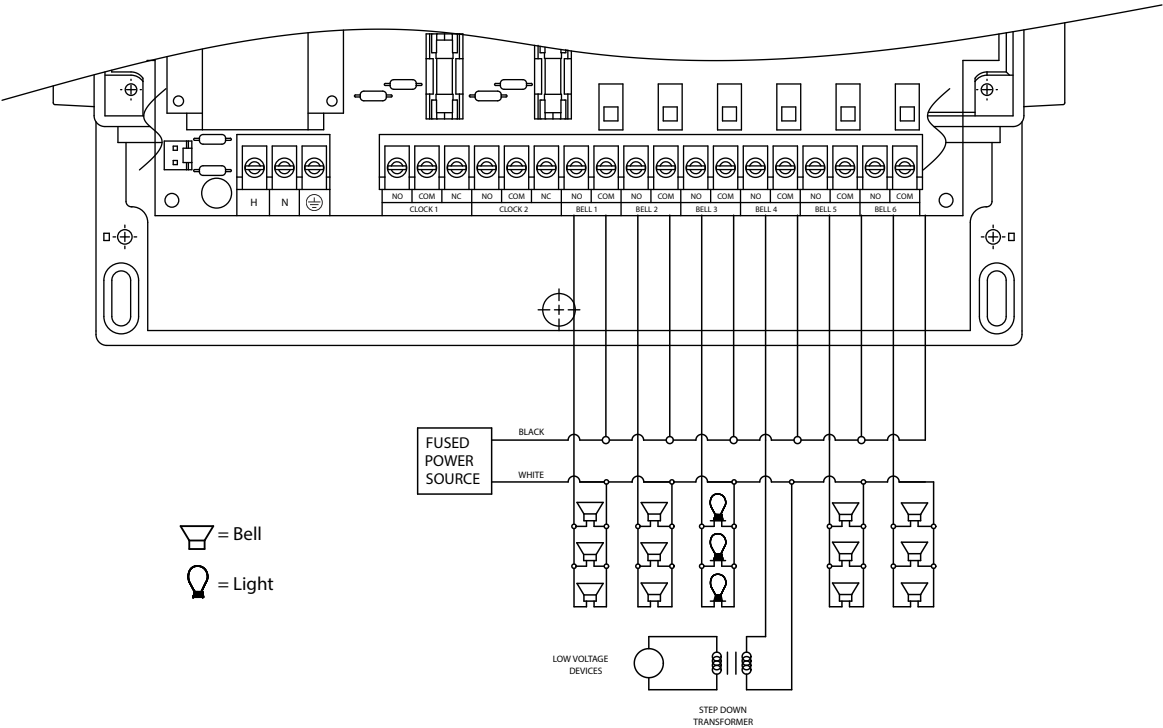 H N
NO COM NC NO COM NC NO COM NO COM NO COM NO COM NO COM NO COM
CLOCK 1 CLOCK 2 BELL 1 BELL 2 BELL 3 BELL 4 BELL 5 BELL 6
BLACK
FUSED
POWER
SOURCE
WHITE
= Bell
= Light
LOW VOLTAGE
DEVICES
STEP DOWN
TRANSFORMER